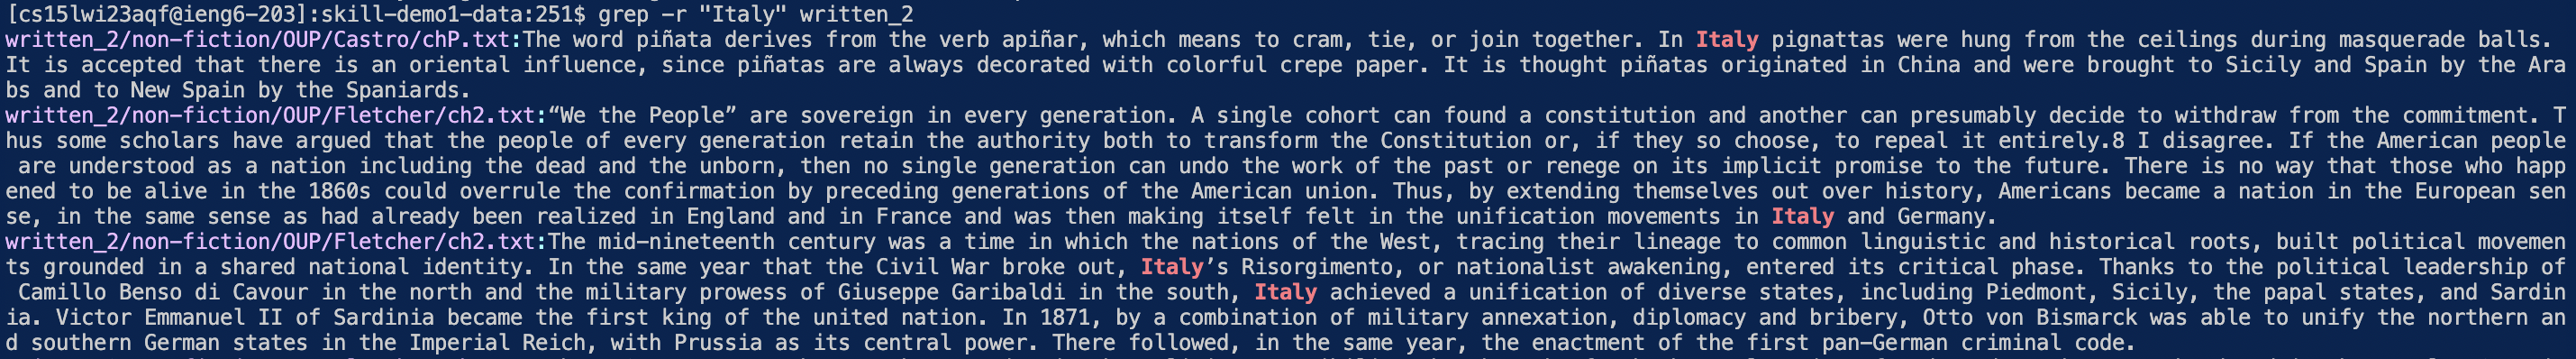 [cs15lwi23aqf@ieng6-203]:skill-demo1-data:251$ grep -r "Italy" written_2
written_2/non-fiction/OUP/Castro/chP.txt:The word piñata derives from the verb apiñar, which means to cram, tie, or join together. In Italy pignattas were hung from the ceilings during masquerade balls.
It is accepted that there is an oriental influence, since piñatas are always decorated with colorful crepe paper. It is thought piñatas originated in China and were brought to Sicily and Spain by the Ara
bs and to New Spain by the Spaniards.
written_2/non-fiction/OUP/Fletcher/ch2.txt:“We the People” are sovereign in every generation. A single cohort can found a constitution and another can presumably decide to withdraw from the commitment. T
hus some scholars have argued that the people of every generation retain the authority both to transform the Constitution or, if they so choose, to repeal it entirely.8 I disagree. If the American people
are understood as a nation including the dead and the unborn, then no single generation can undo the work of the past or renege on its implicit promise to the future. There is no way that those who happ
ened to be alive in the 1860s could overrule the confirmation by preceding generations of the American union. Thus, by extending themselves out over history, Americans became a nation in the European sen
se, in the same sense as had already been realized in England and in France and was then making itself felt in the unification movements in Italy and Germany.
written_2/non-fiction/OUP/Fletcher/ch2.txt:The mid-nineteenth century was a time in which the nations of the West, tracing their lineage to common linguistic and historical roots, built political movemen
ts grounded in a shared national identity. In the same year that the Civil War broke out, Italy’s Risorgimento, or nationalist awakening, entered its critical phase. Thanks to the political leadership of
Camillo Benso di Cavour in the north and the military prowess of Giuseppe Garibaldi in the south, Italy achieved a unification of diverse states, including Piedmont, Sicily, the papal states, and Sardin
ia. Victor Emmanuel II of Sardinia became the first king of the united nation. In 1871, by a combination of military annexation, diplomacy and bribery, Otto von Bismarck was able to unify the northern an
d southern German states in the Imperial Reich, with Prussia as its central power. There followed, in the same year, the enactment of the first pan-German criminal code.